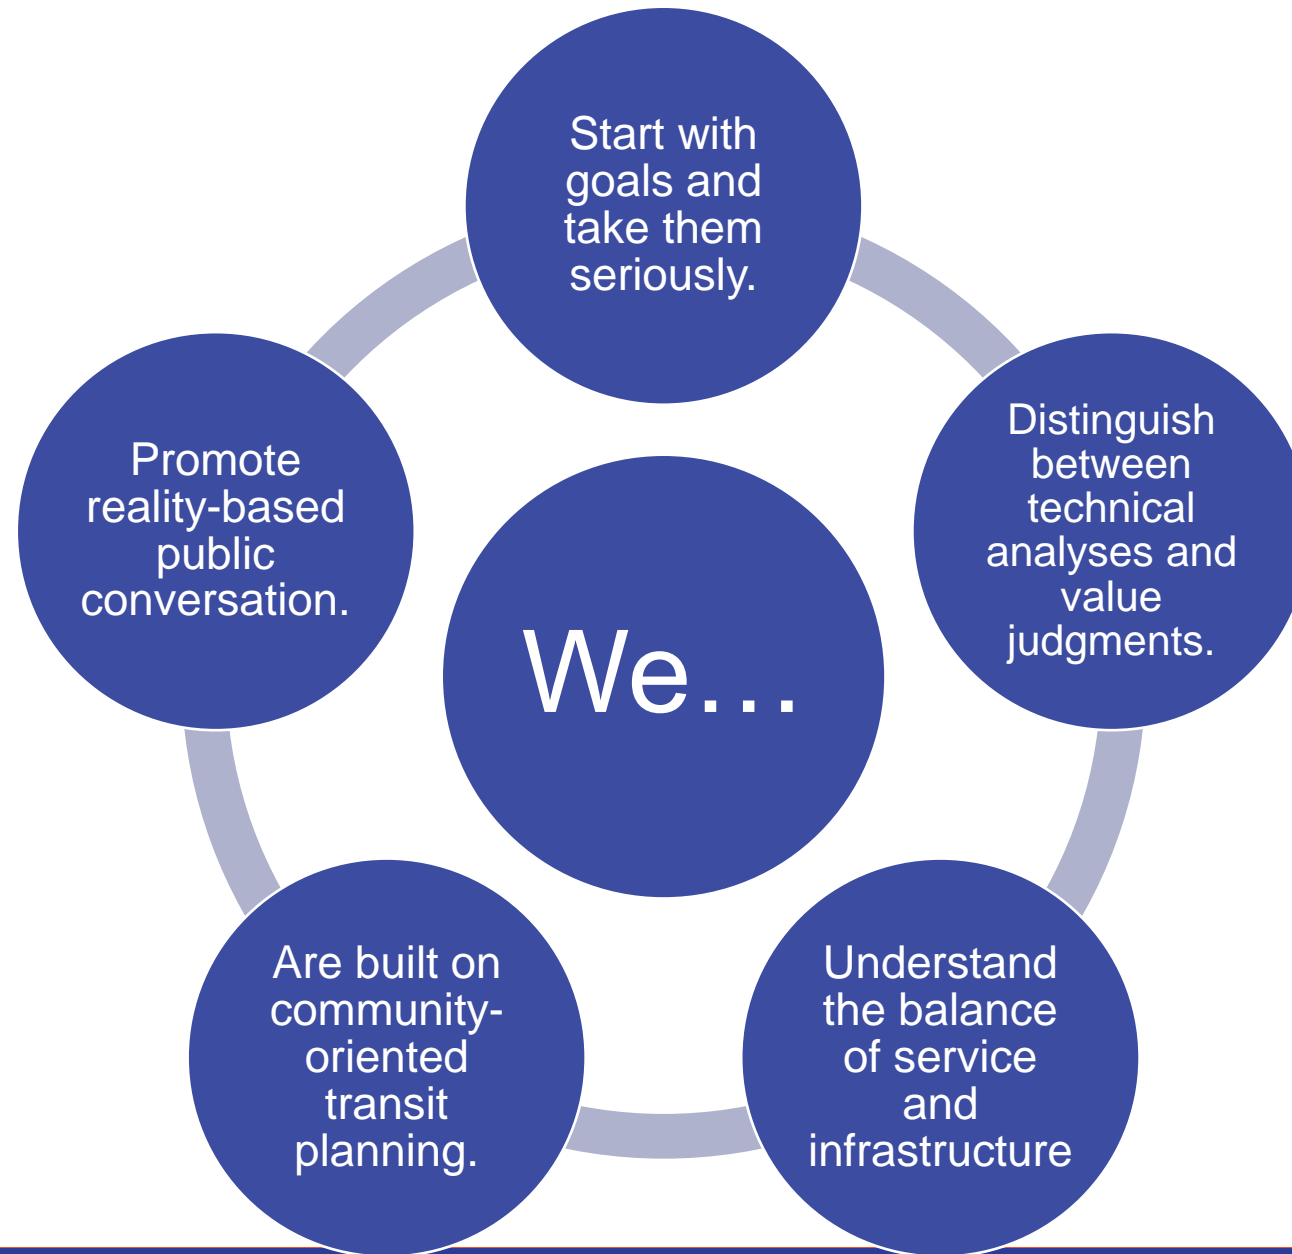 Start with
goals and
take them
seriously.
Distinguish
between
technical
analyses and
value
judgments.
Understand
the balance
of service
and
infrastructure
Are built on
community-
oriented
transit
planning.
Promote
reality-based
public
conversation.
We…